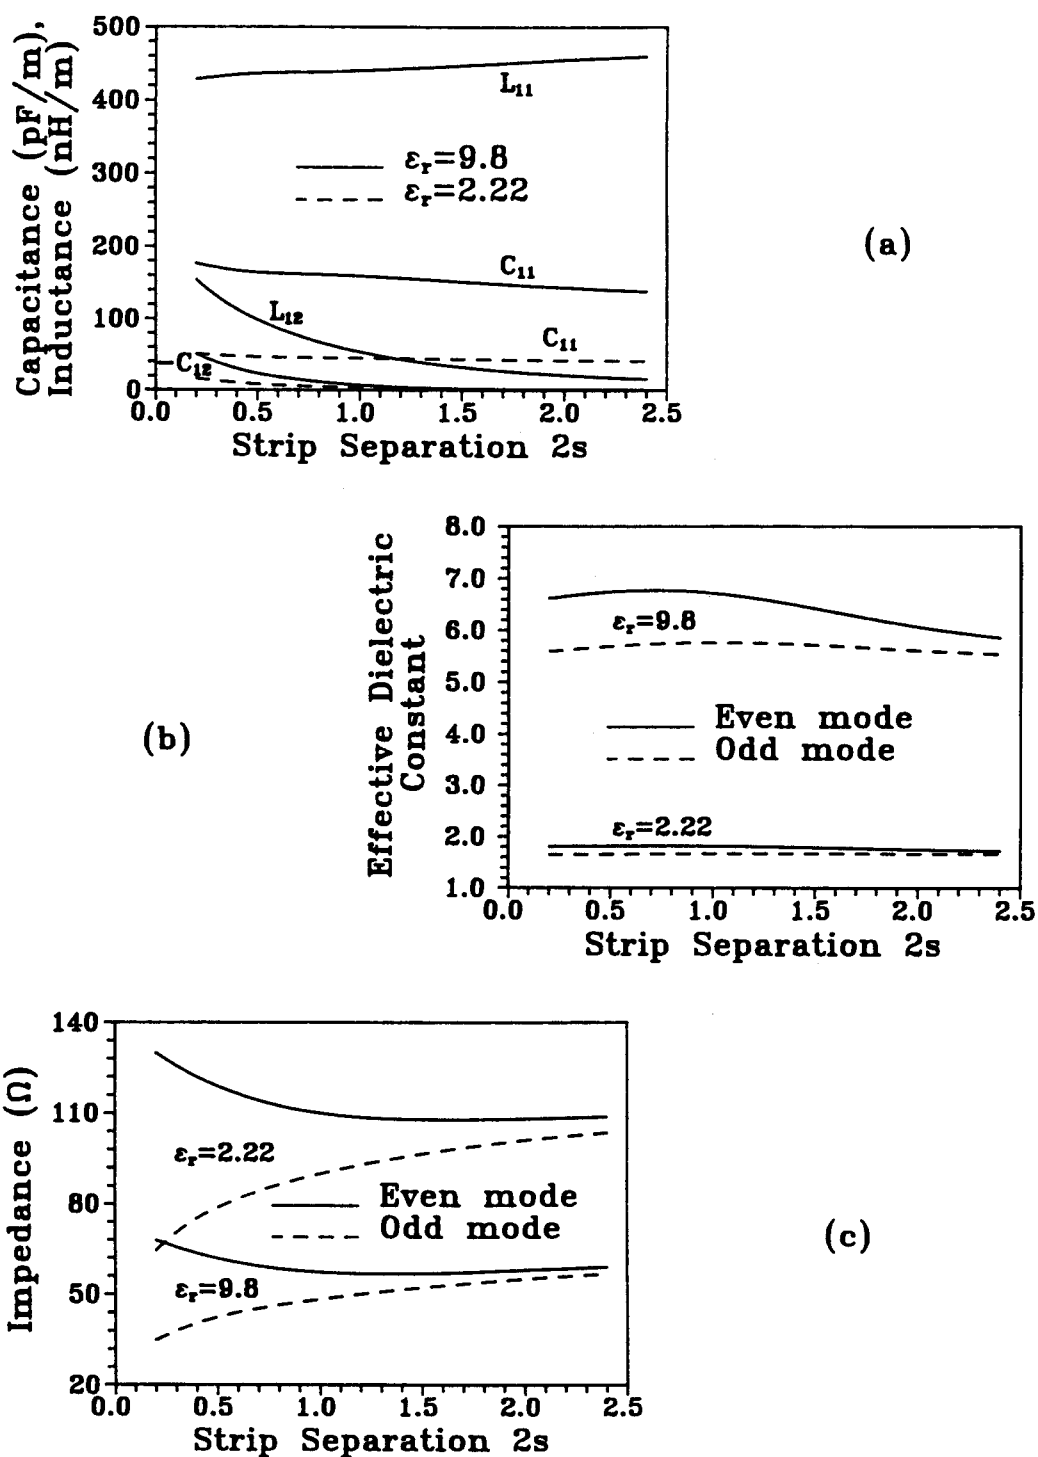 Capacitance (pF/m),
Inductance (nH/m)
500
400
300
200
100
0
L₁₁
εᵣ=9.8
εᵣ=2.22
C₁₁
L₁₂
C₁₁
−C₁₂
0.0 0.5 1.0 1.5 2.0 2.5
Strip Separation 2s
(a)
Effective Dielectric
Constant
8.0
7.0
6.0
5.0
4.0
3.0
2.0
1.0
εᵣ=9.8
Even mode
Odd mode
εᵣ=2.22
0.0 0.5 1.0 1.5 2.0 2.5
Strip Separation 2s
(b)
Impedance (Ω)
140
110
80
50
20
εᵣ=2.22
Even mode
Odd mode
εᵣ=9.8
0.0 0.5 1.0 1.5 2.0 2.5
Strip Separation 2s
(c)